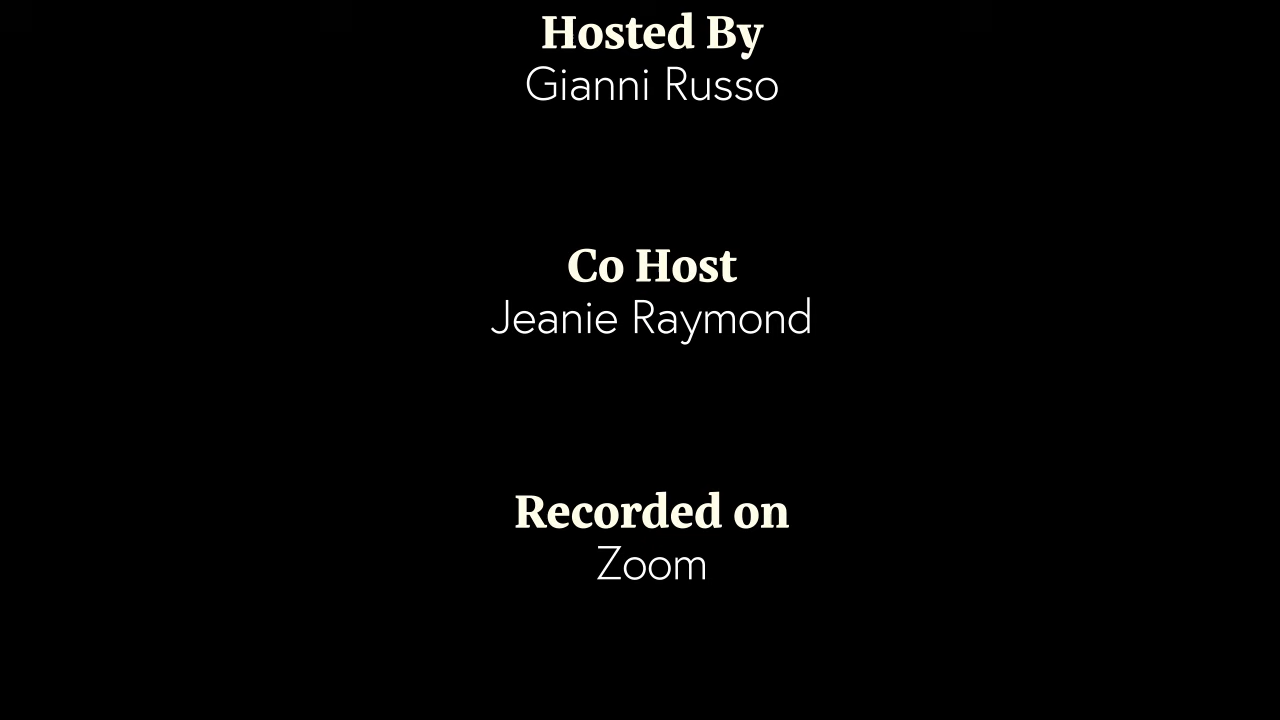 Hosted By
Gianni Russo
Co Host
Jeanie Raymond
Recorded on
Zoom